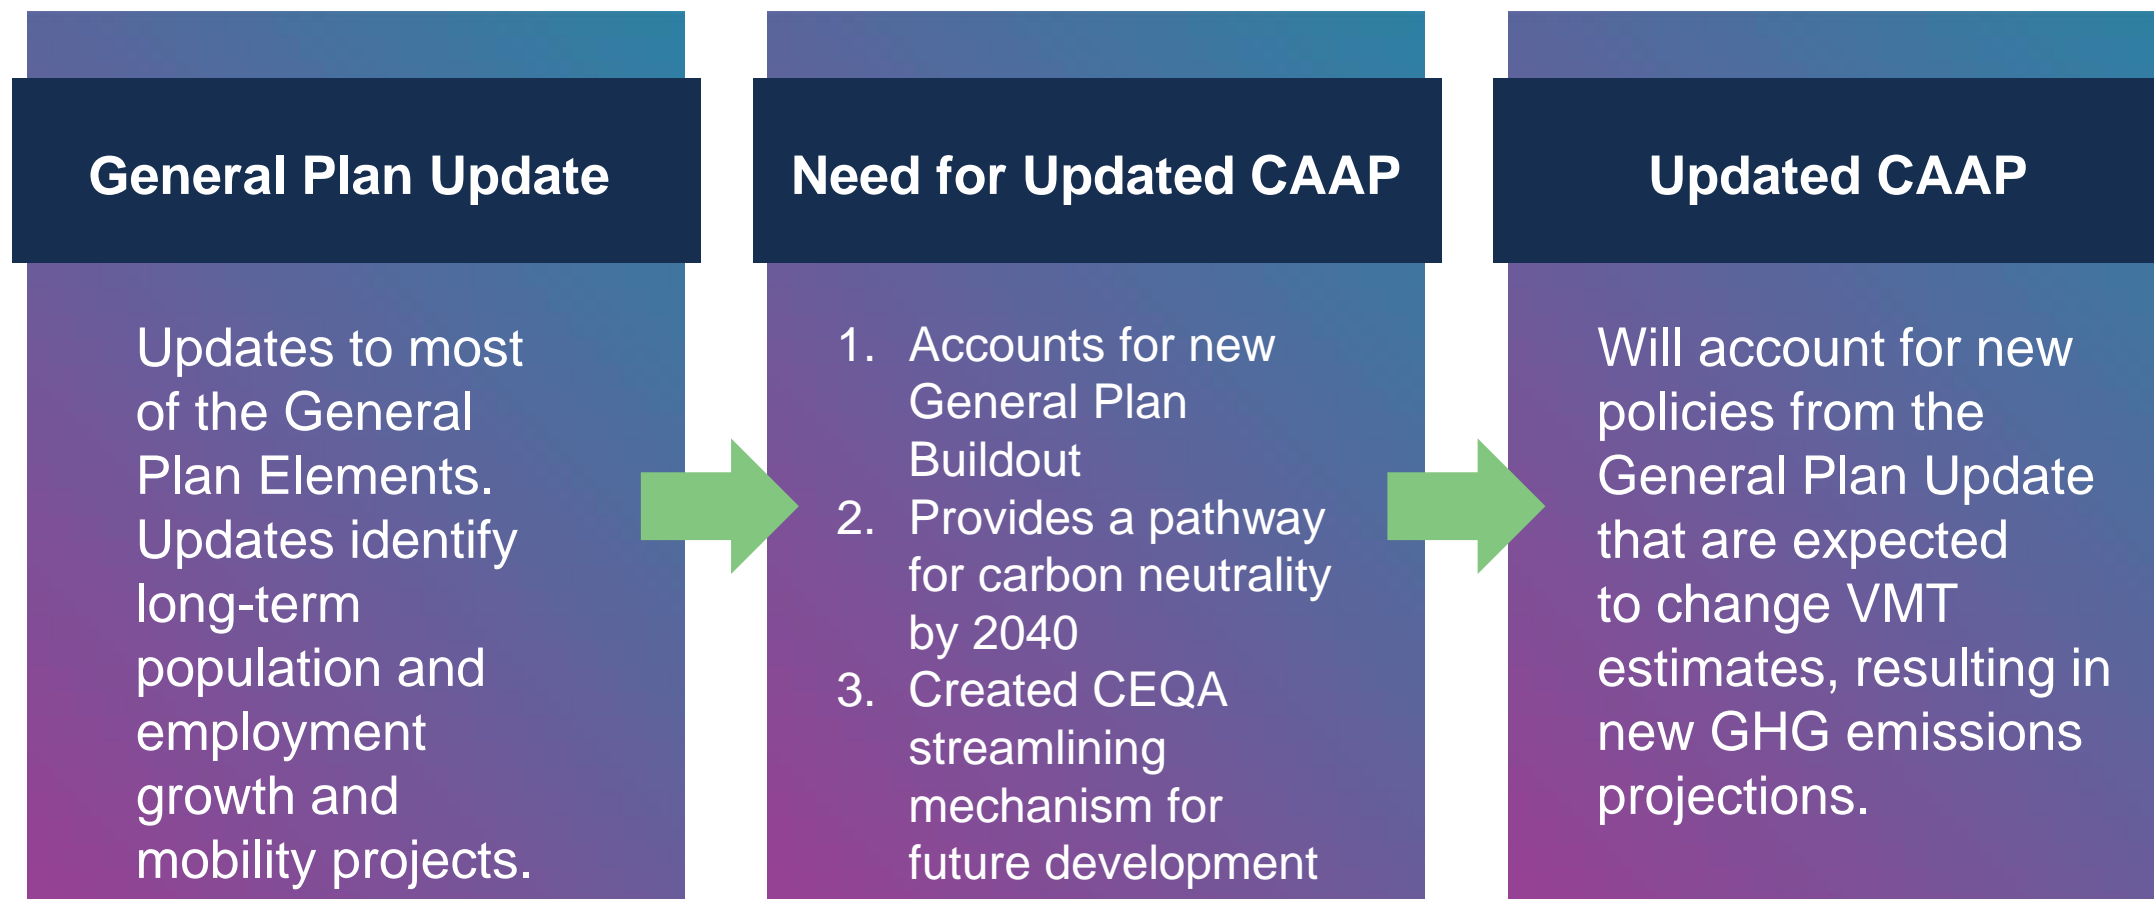 General Plan Update
Updates to most
of the General
Plan Elements.
Updates identify
long-term
population and
employment
growth and
mobility projects.
Need for Updated CAAP
1. Accounts for new
General Plan
Buildout
2. Provides a pathway
for carbon neutrality
by 2040
3. Created CEQA
streamlining
mechanism for
future development
Updated CAAP
Will account for new
policies from the
General Plan Update
that are expected
to change VMT
estimates, resulting in
new GHG emissions
projections.